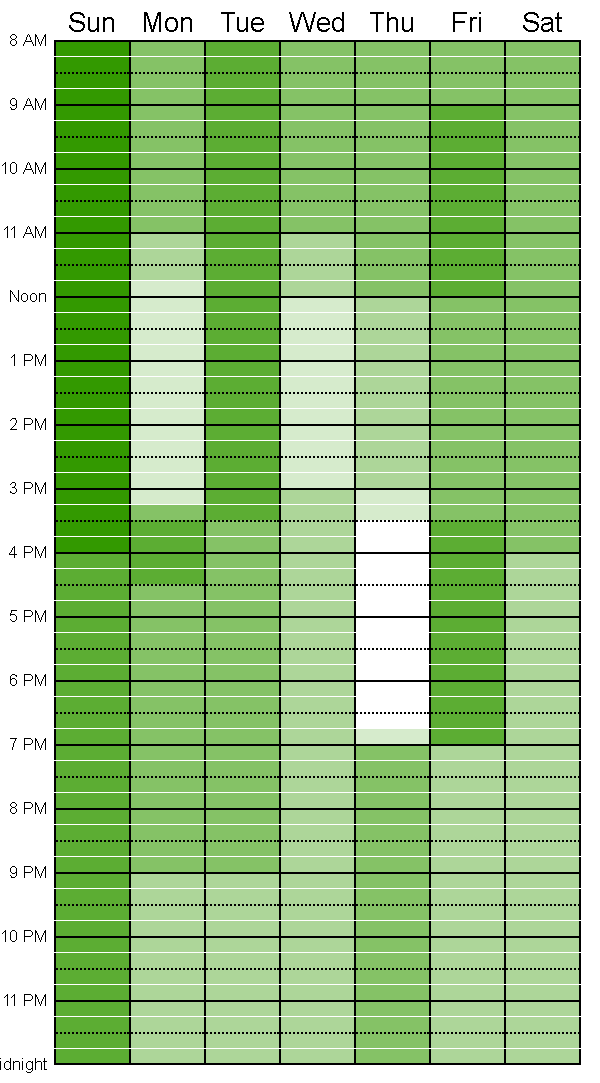 Sun Mon Tue Wed Thu Fri Sat
8 AM
9 AM
10 AM
11 AM
Noon
1 PM
2 PM
3 PM
4 PM
5 PM
6 PM
7 PM
8 PM
9 PM
10 PM
11 PM
idnight